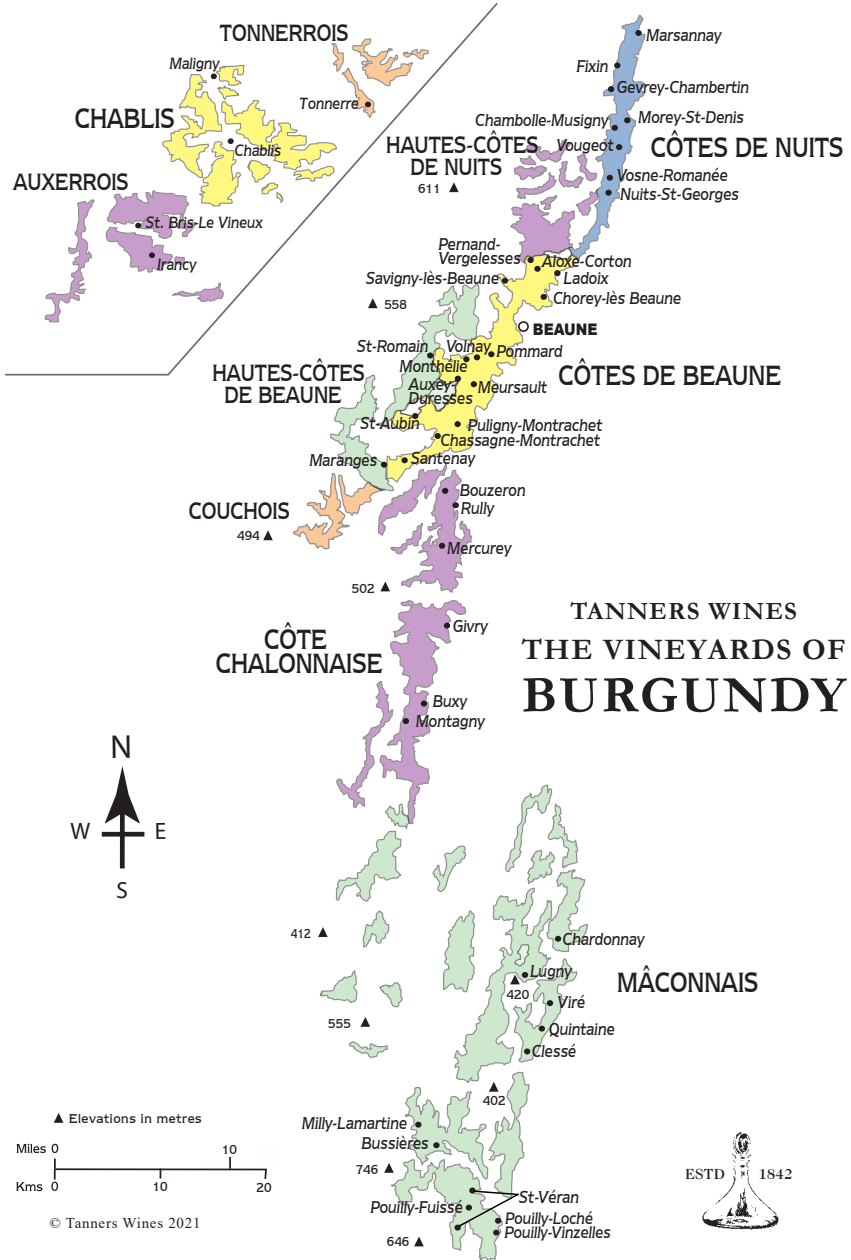 TONNERROIS
Maligny
Tonnerre
CHABLIS
Chablis
AUXERROIS
St. Bris-Le Vineux
Irancy
Marsannay
Fixin
Gevrey-Chambertin
Chambolle-Musigny
Morey-St-Denis
HAUTES-CÔTES
DE NUITS
Vougeot
CÔTES DE NUITS
611
Vosne-Romanée
Nuits-St-Georges
Pernand-
Vergelesses
Aloxe-Corton
Savigny-lès-Beaune
Ladoix
Chorey-lès Beaune
558
BEAUNE
St-Romain
Volnay
Pommard
Monthélie
HAUTES-CÔTES
DE BEAUNE
CÔTES DE BEAUNE
Auxey-
Duresses
Meursault
St-Aubin
Puligny-Montrachet
Chassagne-Montrachet
Maranges
Santenay
COUCHOIS
494
Bouzeron
Rully
Mercurey
502
TANNERS WINES
THE VINEYARDS OF
BURGUNDY
CÔTE
CHALONNAISE
Givry
Buxy
Montagny
N
W E
S
412
Chardonnay
Lugny
420
MÂCONNAIS
Viré
555
Quintaine
Clessé
402
Elevations in metres
Miles 0 10
Kms 0 10 20
© Tanners Wines 2021
Milly-Lamartine
Bussières
746
St-Véran
Pouilly-Fuissé
Pouilly-Loché
Pouilly-Vinzelles
646
ESTD 1842